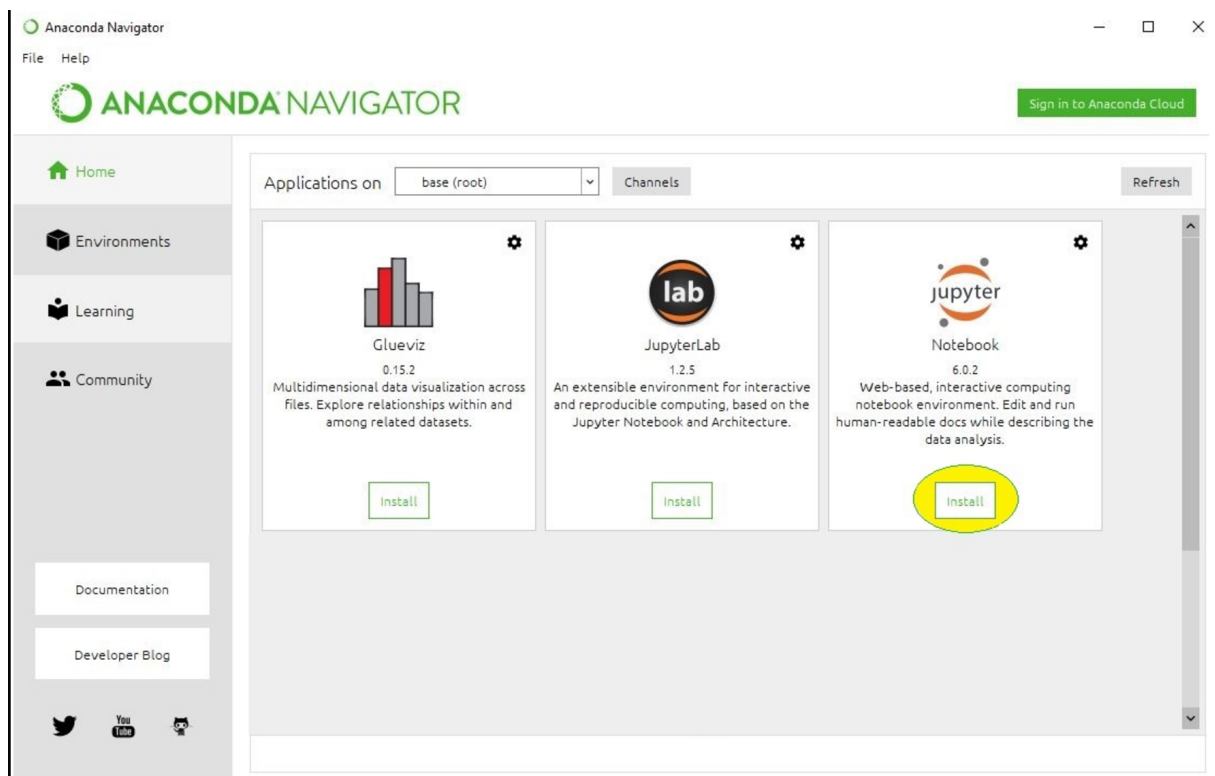 Anaconda Navigator
File Help
ANACONDA NAVIGATOR
Sign in to Anaconda Cloud
Home
Environments
Learning
Community
Documentation
Developer Blog
You
Tube
Applications on base (root) Channels Refresh
Glueviz
0.15.2
Multidimensional data visualization across
files. Explore relationships within and
among related datasets.
Install
lab
JupyterLab
1.2.5
An extensible environment for interactive
and reproducible computing, based on the
Jupyter Notebook and Architecture.
Install
jupyter
Notebook
6.0.2
Web-based, interactive computing
notebook environment. Edit and run
human-readable docs while describing the
data analysis.
Install